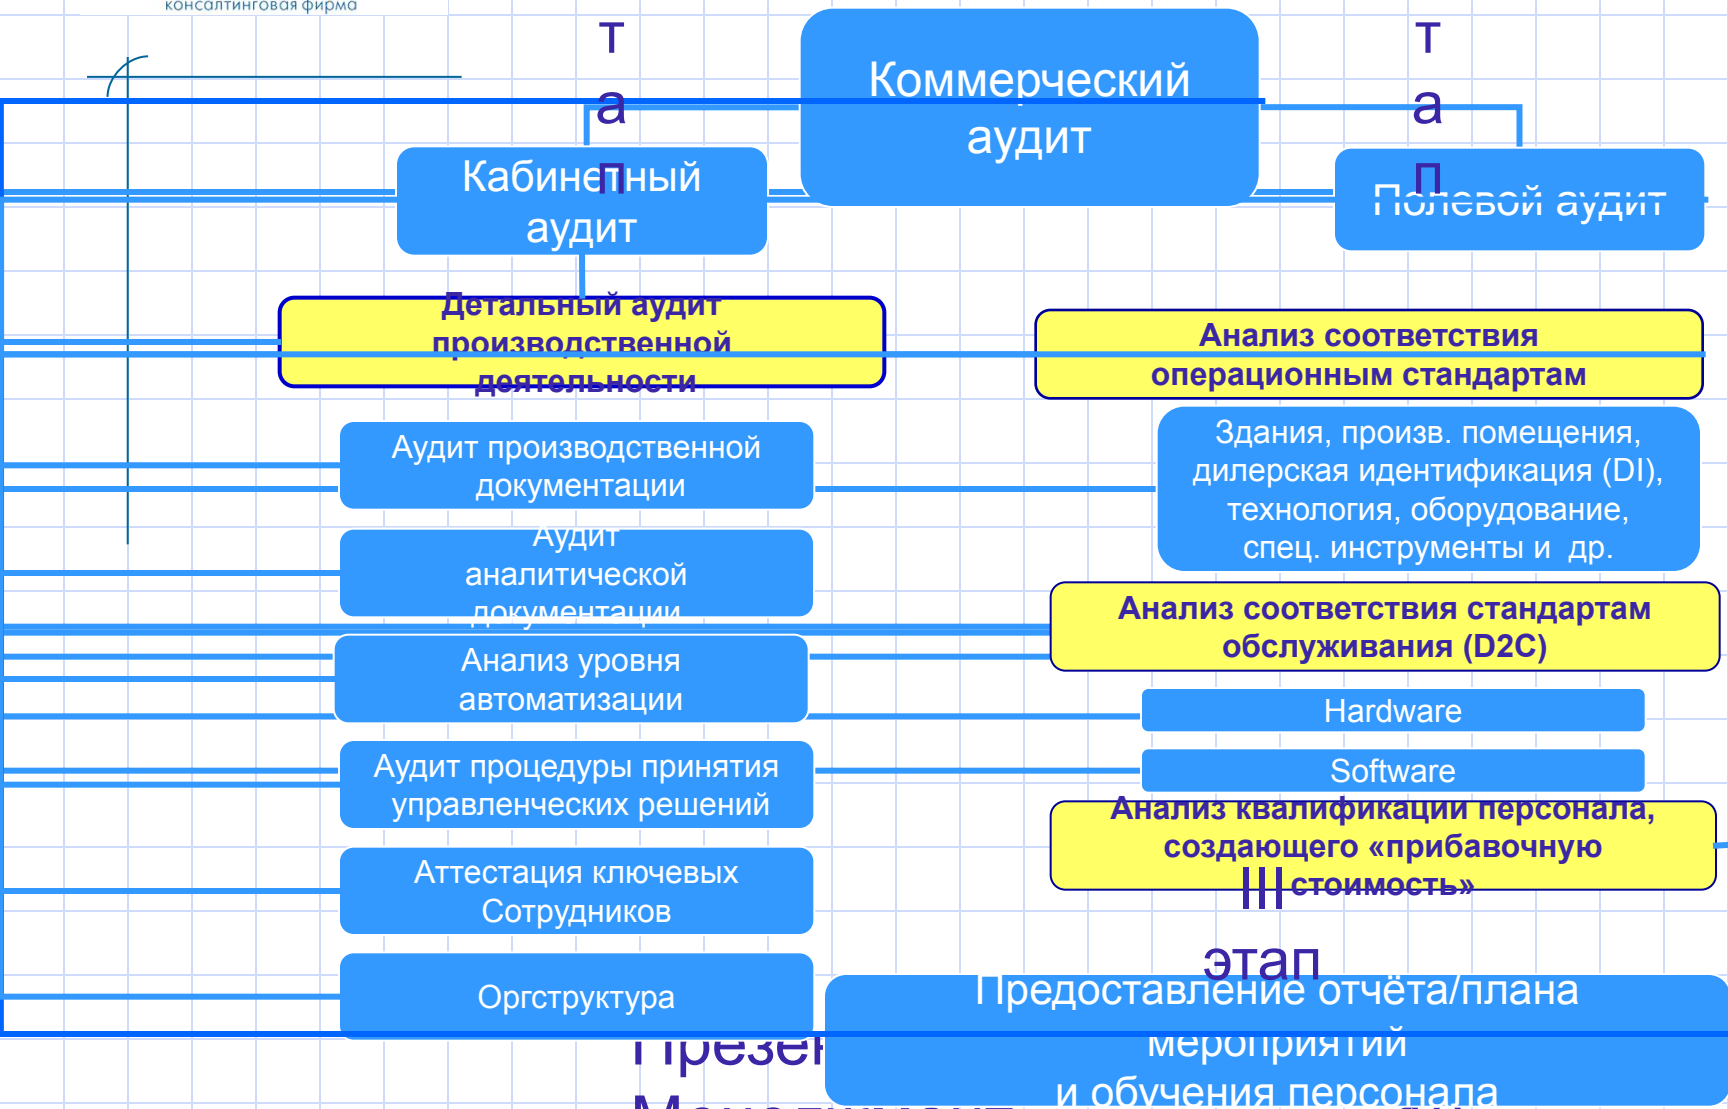 консалтинговая фирма
т
а
п
т
а
п
Коммерческий
аудит
Кабинетный
аудит
Полевой аудит
Детальный аудит
производственной
деятельности
Аудит производственной
документации
Аудит
аналитической
документации
Анализ уровня
автоматизации
Аудит процедуры принятия
управленческих решений
Аттестация ключевых
Сотрудников
Оргструктура
Анализ соответствия
операционным стандартам
Здания, произв. помещения,
дилерская идентификация (DI),
технология, оборудование,
спец. инструменты и др.
Анализ соответствия стандартам
обслуживания (D2C)
Hardware
Software
Анализ квалификации персонала,
создающего «прибавочную
стоимость»
III
этап
Предоставление отчёта/плана
мероприятий
и обучения персонала